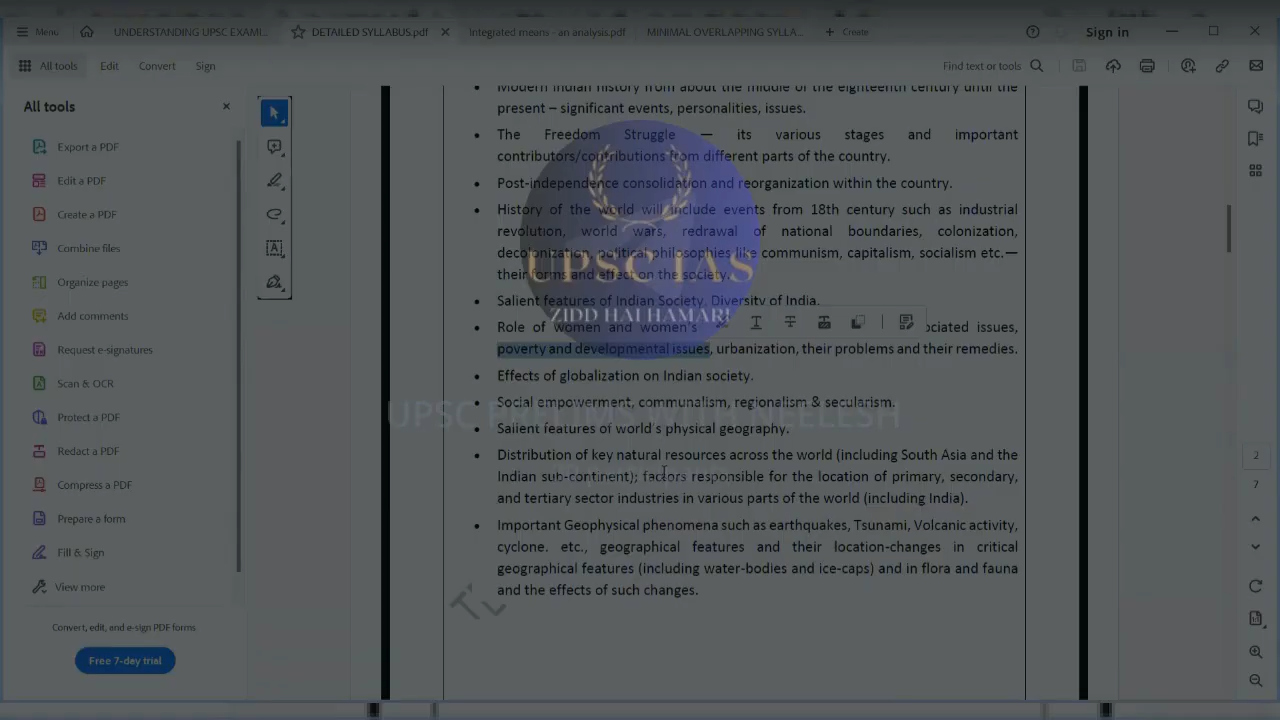 Menu
UNDERSTANDING UPSC EXAMI...
DETAILED SYLLABUS.pdf
Integrated means - an analysis.pdf
MINIMAL OVERLAPPING SYLLA...
Create
Sign in
All tools
Edit
Convert
Sign
Find text or tools
All tools
Export a PDF
Edit a PDF
Create a PDF
Combine files
Organize pages
Add comments
Request e-signatures
Scan & OCR
Protect a PDF
Redact a PDF
Compress a PDF
Prepare a form
Fill & Sign
View more
Convert, edit, and e-sign PDF forms
Free 7-day trial
• Modern Indian history from about the middle of the eighteenth century until the
present – significant events, personalities, issues.
• The Freedom Struggle — its various stages and important
contributors/contributions from different parts of the country.
• Post-independence consolidation and reorganization within the country.
• History of the world will include events from 18th century such as industrial
revolution, world wars, redrawal of national boundaries, colonization,
decolonization, political philosophies like communism, capitalism, socialism etc.—
their forms and effect on the society.
• Salient features of Indian Society, Diversity of India.
• Role of women and women's ociated issues,
poverty and developmental issues, urbanization, their problems and their remedies.
• Effects of globalization on Indian society.
• Social empowerment, communalism, regionalism & secularism.
• Salient features of world's physical geography.
• Distribution of key natural resources across the world (including South Asia and the
Indian sub-continent); factors responsible for the location of primary, secondary,
and tertiary sector industries in various parts of the world (including India).
• Important Geophysical phenomena such as earthquakes, Tsunami, Volcanic activity,
cyclone. etc., geographical features and their location-changes in critical
geographical features (including water-bodies and ice-caps) and in flora and fauna
and the effects of such changes.
UPSC IAS
ZIDD HAI HAMARI
UPSC PRELIMS WITH NEELESH
2
7